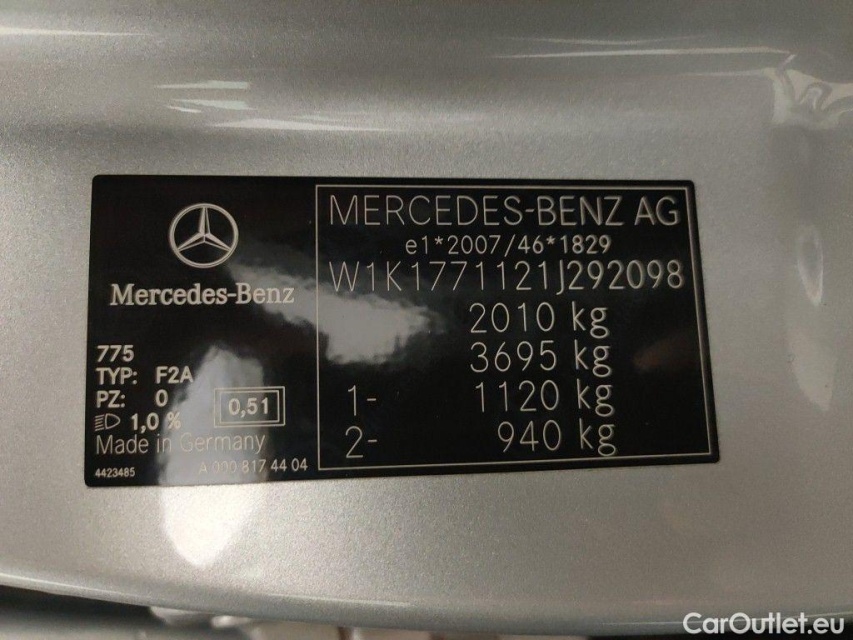 Mercedes-Benz
775
TYP: F2A
PZ: 0
1,0 %
0,51
Made in Germany
4423485
A 000 817 44 04
MERCEDES-BENZ AG
e1*2007/46*1829
W1K1771121J292098
2010 kg
3695 kg
1- 1120 kg
2- 940 kg
CarOutlet.eu